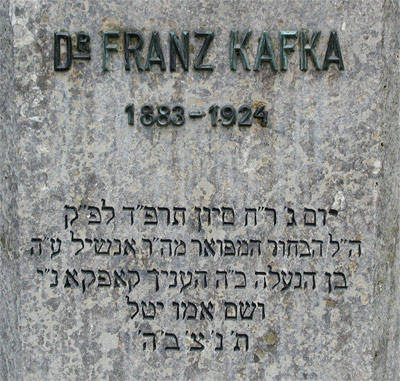 DR. FRANZ KAFKA
1883–1924
יום ג׳ ר״ח סיון תרפ״ד לפ״ק
ה״ל הבחור המפואר מה״ר אנשיל ע״ה
בן הנעלה כ״ה העניך קאפקא נ״י
ושם אמו יטל
ת׳ נ׳ צ׳ ב׳ ה׳